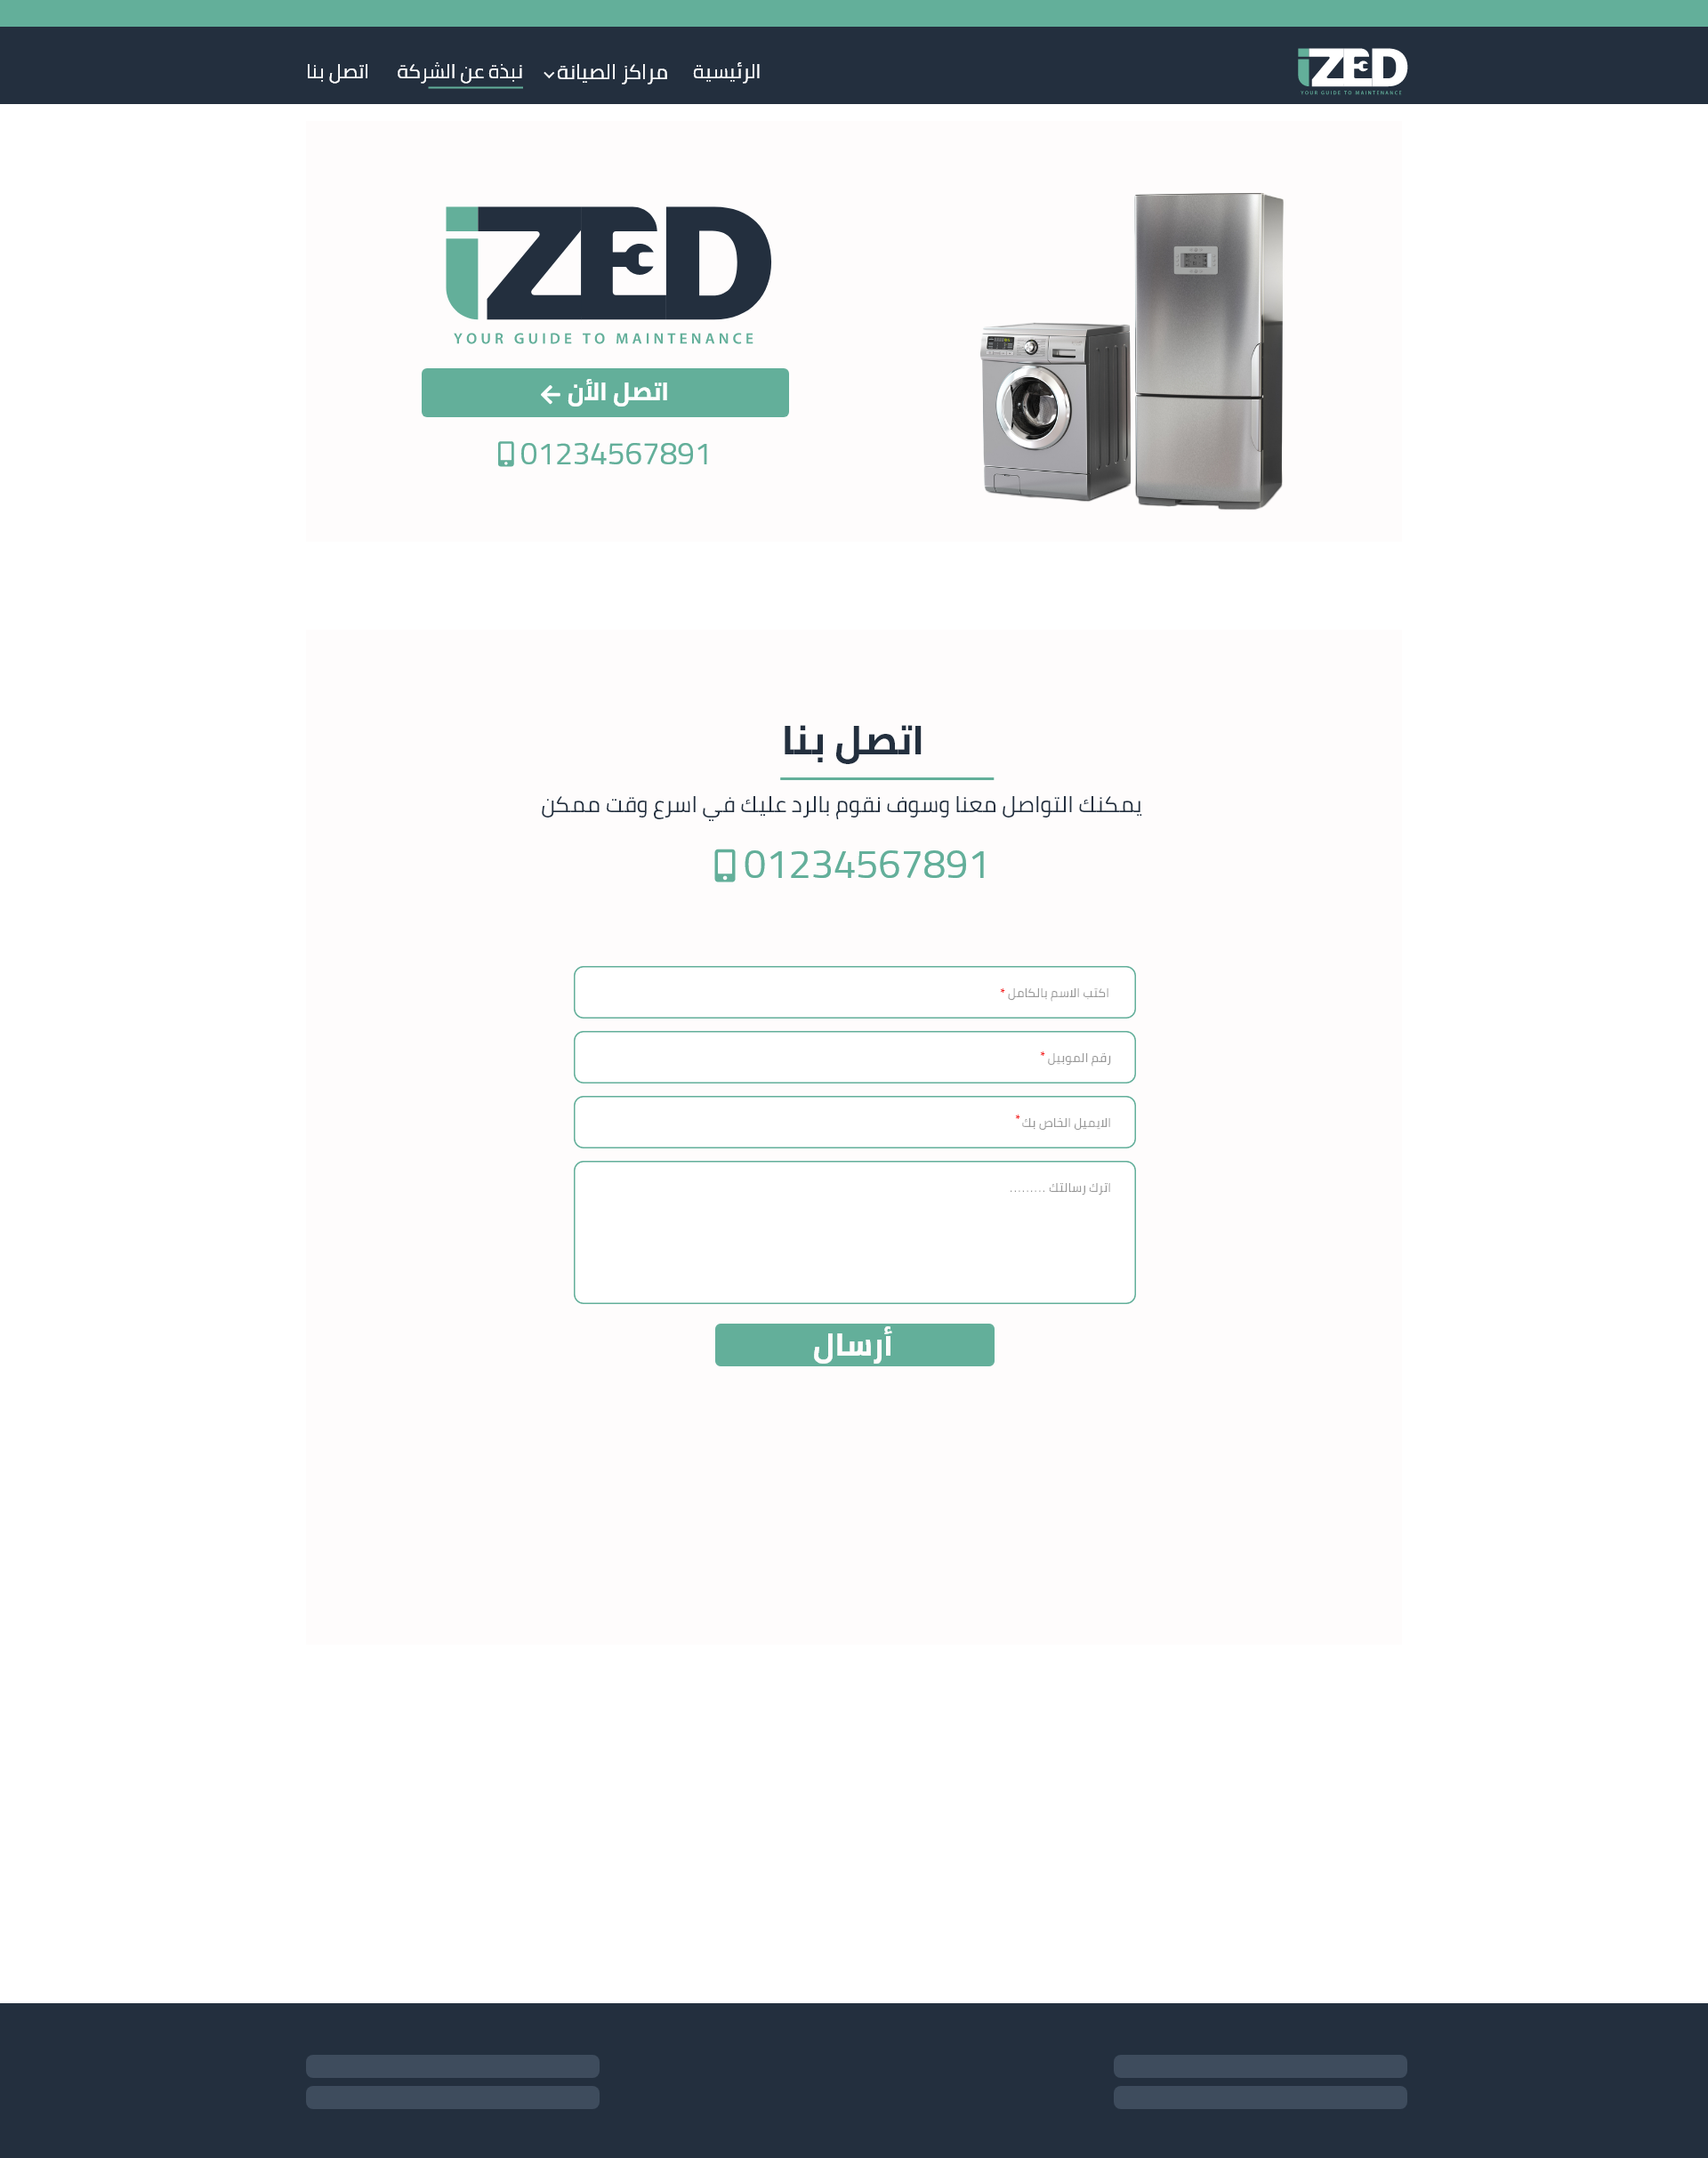 iZED
YOUR GUIDE TO MAINTENANCE
الرئيسية
مراكز الصيانة
نبذة عن الشركة
اتصل بنا
iZED
YOUR GUIDE TO MAINTENANCE
اتصل الأن
01234567891
اتصل بنا
يمكنك التواصل معنا وسوف نقوم بالرد عليك في اسرع وقت ممكن
01234567891
اكتب الاسم بالكامل *
رقم الموبيل *
الايميل الخاص بك *
اترك رسالتك .........
أرسال